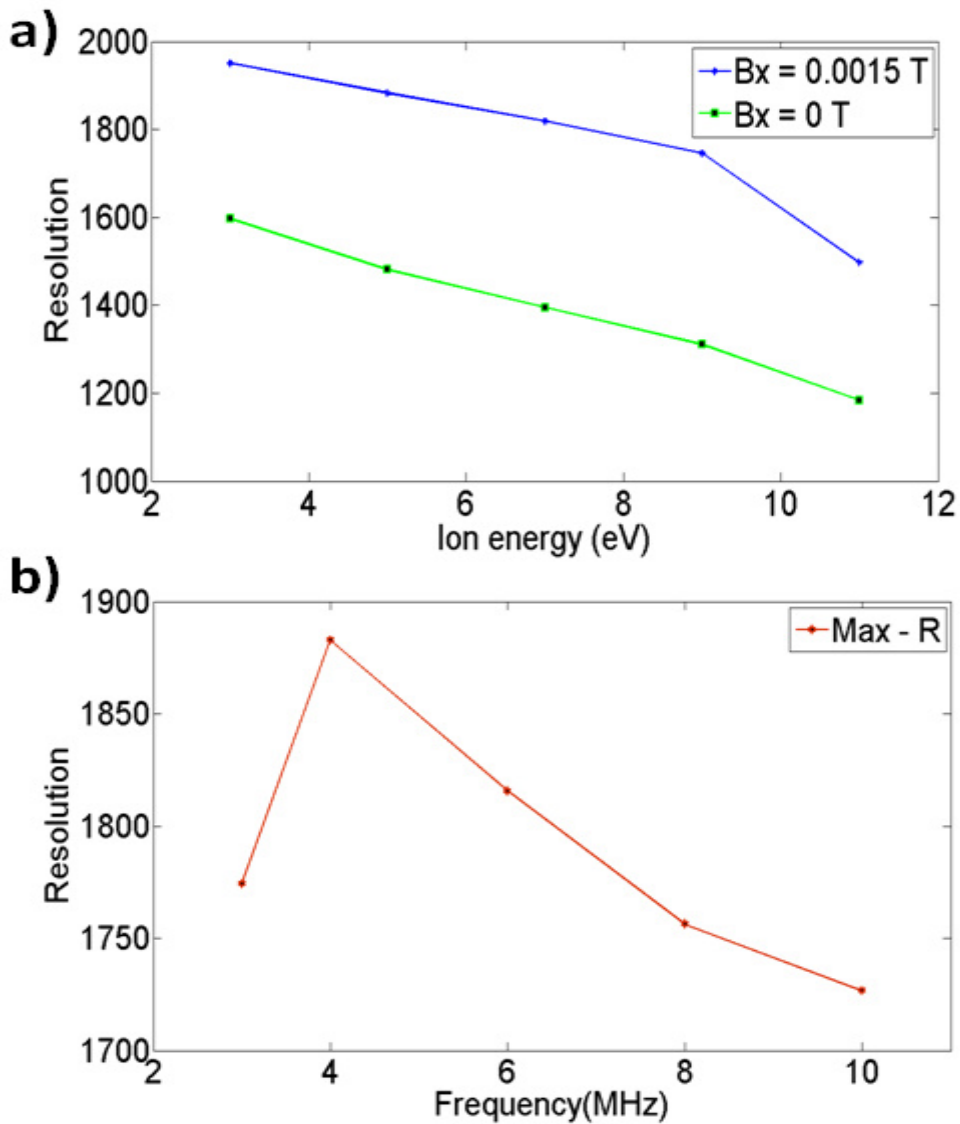 a)
2000
1800
1600
1400
1200
1000
Resolution
Bx = 0.0015 T
Bx = 0 T
2 4 6 8 10 12
Ion energy (eV)
b)
1900
1850
1800
1750
1700
Resolution
Max - R
2 4 6 8 10
Frequency(MHz)